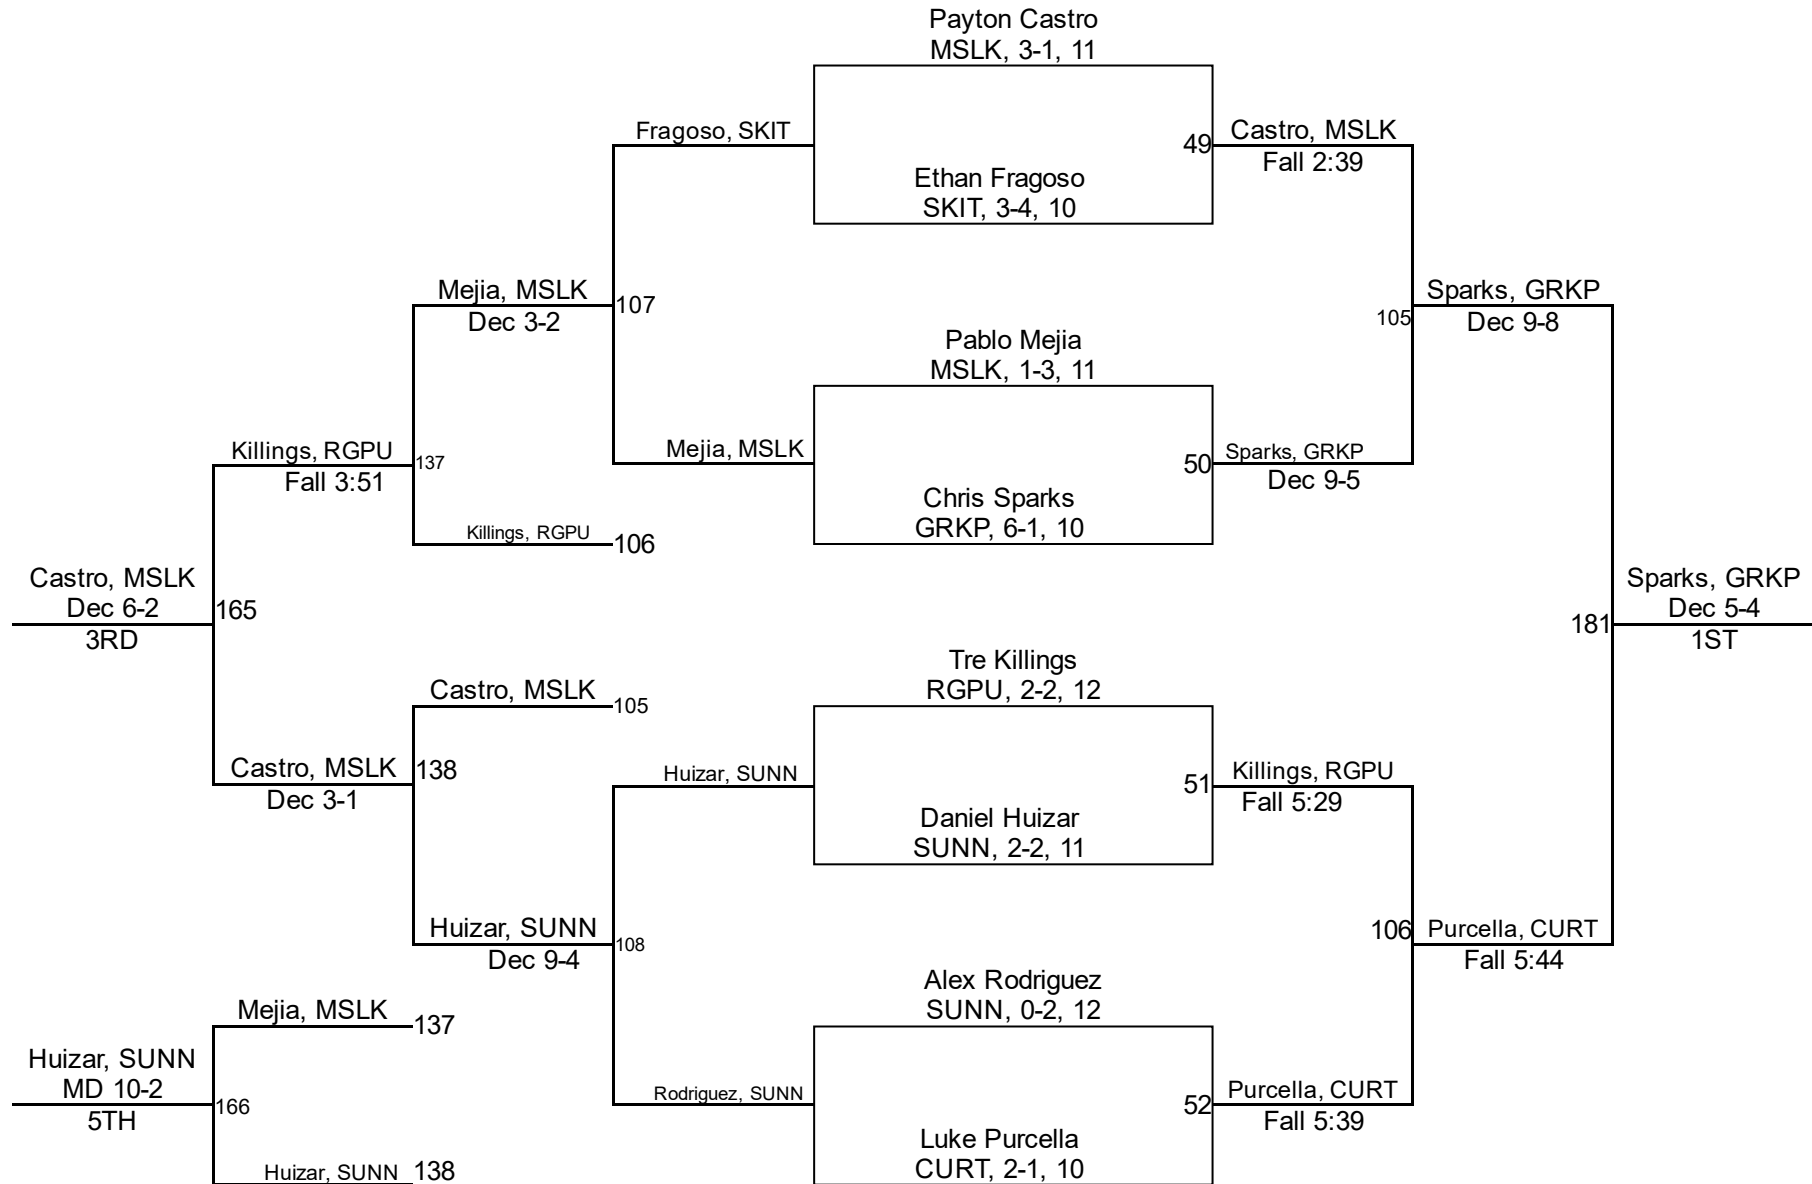 Payton Castro
MSLK, 3-1, 11
Fragoso, SKIT
49
Castro, MSLK
Fall 2:39
Ethan Fragoso
SKIT, 3-4, 10
Mejia, MSLK
Dec 3-2
107
105
Sparks, GRKP
Dec 9-8
Pablo Mejia
MSLK, 1-3, 11
Killings, RGPU
Fall 3:51
137
Mejia, MSLK
50
Sparks, GRKP
Dec 9-5
Chris Sparks
GRKP, 6-1, 10
Killings, RGPU
106
Castro, MSLK
Dec 6-2
3RD
165
181
Sparks, GRKP
Dec 5-4
1ST
Tre Killings
RGPU, 2-2, 12
Castro, MSLK
105
Castro, MSLK
Dec 3-1
138
Huizar, SUNN
51
Killings, RGPU
Fall 5:29
Daniel Huizar
SUNN, 2-2, 11
Huizar, SUNN
Dec 9-4
108
106
Purcella, CURT
Fall 5:44
Alex Rodriguez
SUNN, 0-2, 12
Mejia, MSLK
137
Huizar, SUNN
MD 10-2
5TH
166
Rodriguez, SUNN
52
Purcella, CURT
Fall 5:39
Luke Purcella
CURT, 2-1, 10
Huizar, SUNN
138